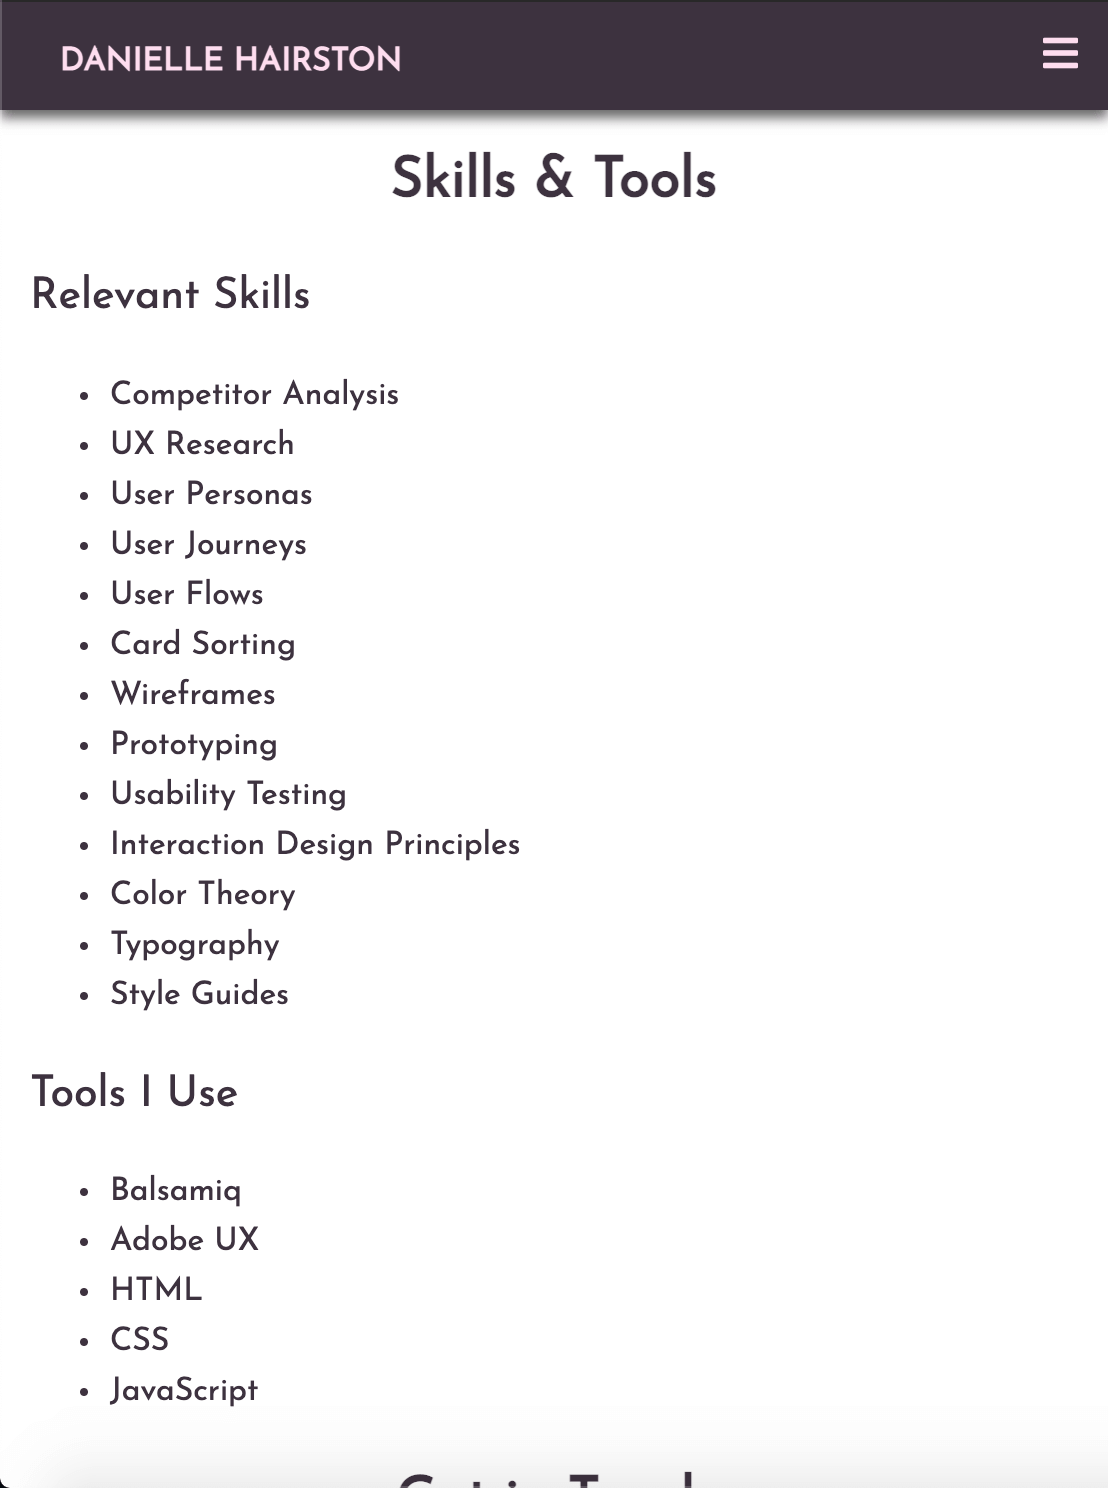 DANIELLE HAIRSTON
Skills & Tools
Relevant Skills
• Competitor Analysis
• UX Research
• User Personas
• User Journeys
• User Flows
• Card Sorting
• Wireframes
• Prototyping
• Usability Testing
• Interaction Design Principles
• Color Theory
• Typography
• Style Guides
Tools I Use
• Balsamiq
• Adobe UX
• HTML
• CSS
• JavaScript